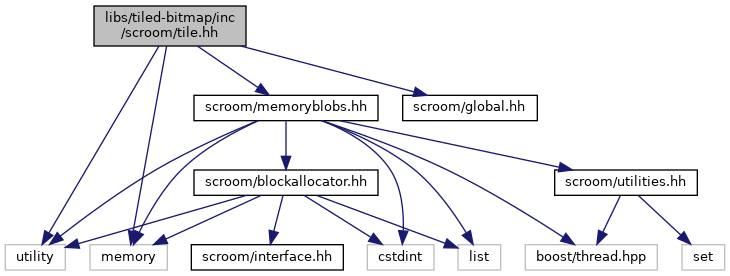 libs/tiled-bitmap/inc
/scroom/tile.hh
scroom/memoryblobs.hh
scroom/global.hh
scroom/blockallocator.hh
scroom/utilities.hh
utility
memory
scroom/interface.hh
cstdint
list
boost/thread.hpp
set